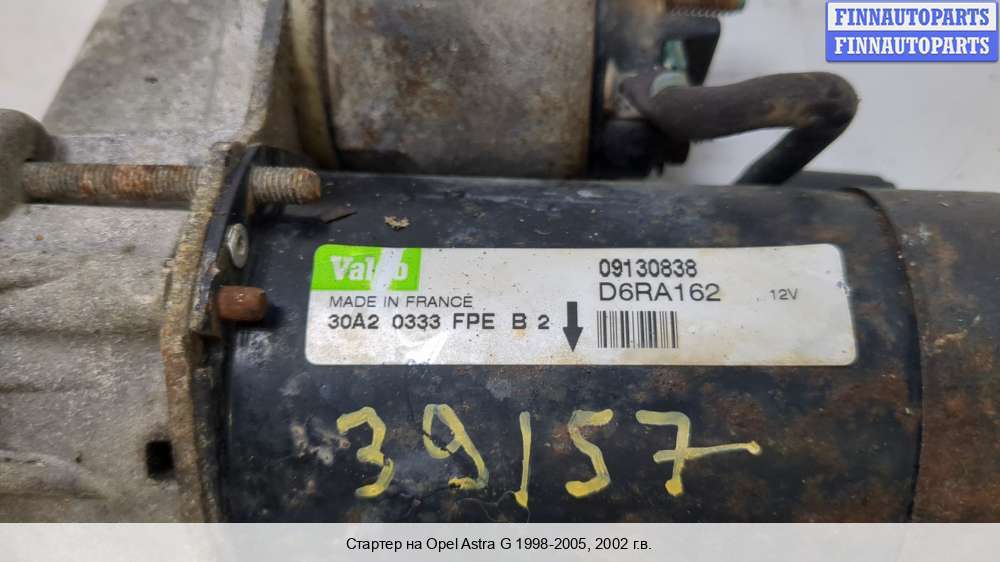 FINNAUTOPARTS
FINNAUTOPARTS
Valeo
09130838
MADE IN FRANCE
D6RA162 12V
30A2 0333 FPE B 2
39157
Стартер на Opel Astra G 1998-2005, 2002 г.в.